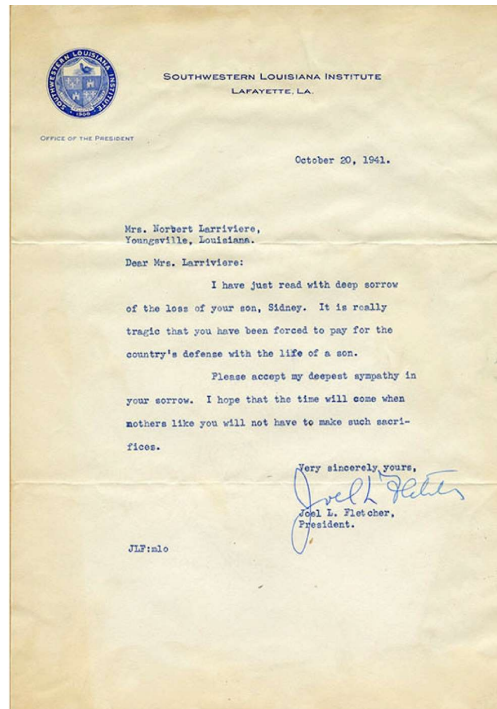 SOUTHWESTERN LOUISIANA INSTITUTE
LAFAYETTE, LA.
SOUTHWESTERN LOUISIANA INSTITUTE
1900
OFFICE OF THE PRESIDENT
October 20, 1941.
Mrs. Norbert Larriviere,
Youngsville, Louisiana.
Dear Mrs. Larriviere:
I have just read with deep sorrow
of the loss of your son, Sidney. It is really
tragic that you have been forced to pay for the
country's defense with the life of a son.
Please accept my deepest sympathy in
your sorrow. I hope that the time will come when
mothers like you will not have to make such sacri-
fices.
Very sincerely yours,
Joel L Fletcher
Joel L. Fletcher,
President.
JLF:mlo